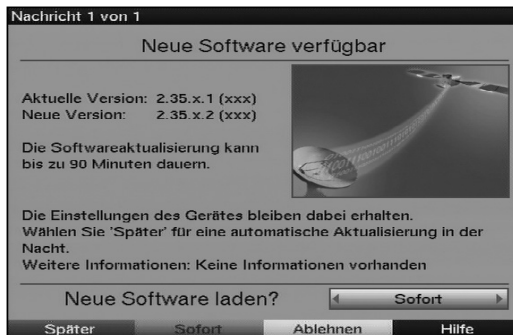 Nachricht 1 von 1
Neue Software verfügbar
Aktuelle Version: 2.35.x.1 (xxx)
Neue Version: 2.35.x.2 (xxx)
Die Softwareaktualisierung kann
bis zu 90 Minuten dauern.
Die Einstellungen des Gerätes bleiben dabei erhalten.
Wählen Sie 'Später' für eine automatische Aktualisierung in der
Nacht.
Weitere Informationen: Keine Informationen vorhanden
Neue Software laden? Sofort
Später Sofort Ablehnen Hilfe